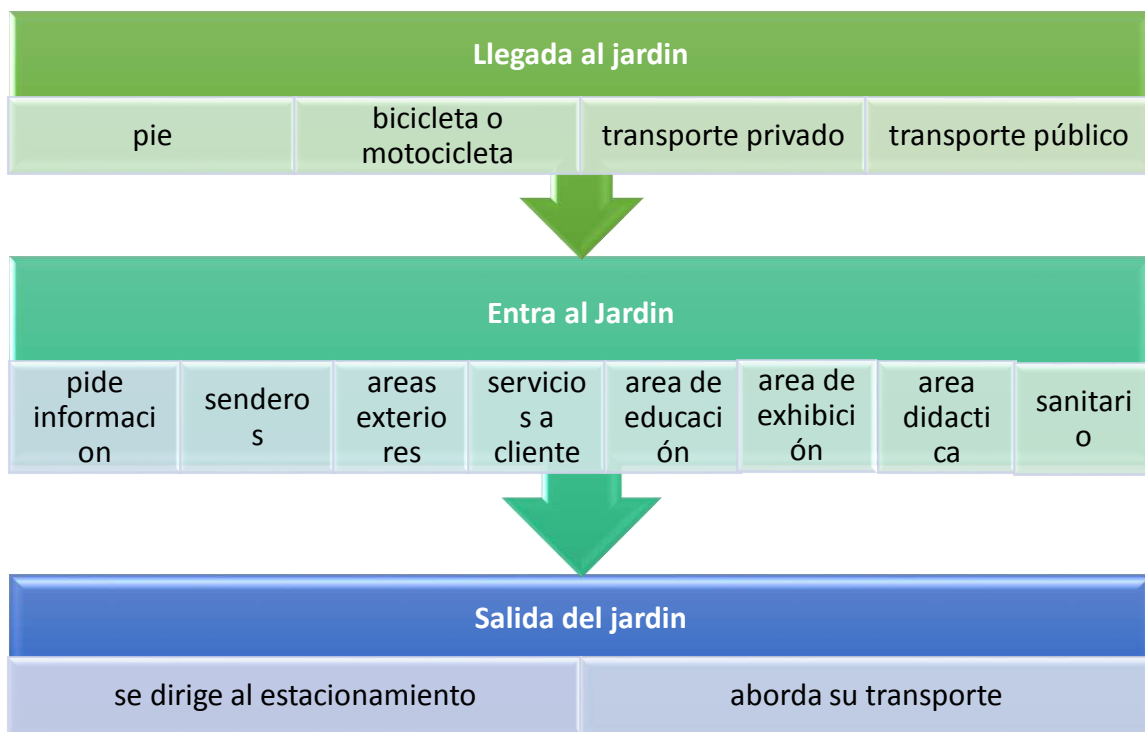 Llegada al jardin
pie
bicicleta o
motocicleta
transporte privado
transporte público
Entra al Jardin
pide
informaci
on
sendero
s
areas
exterio
res
servicio
s a
cliente
area de
educaci
ón
area de
exhibici
ón
area
didacti
ca
sanitari
o
Salida del jardin
se dirige al estacionamiento
aborda su transporte